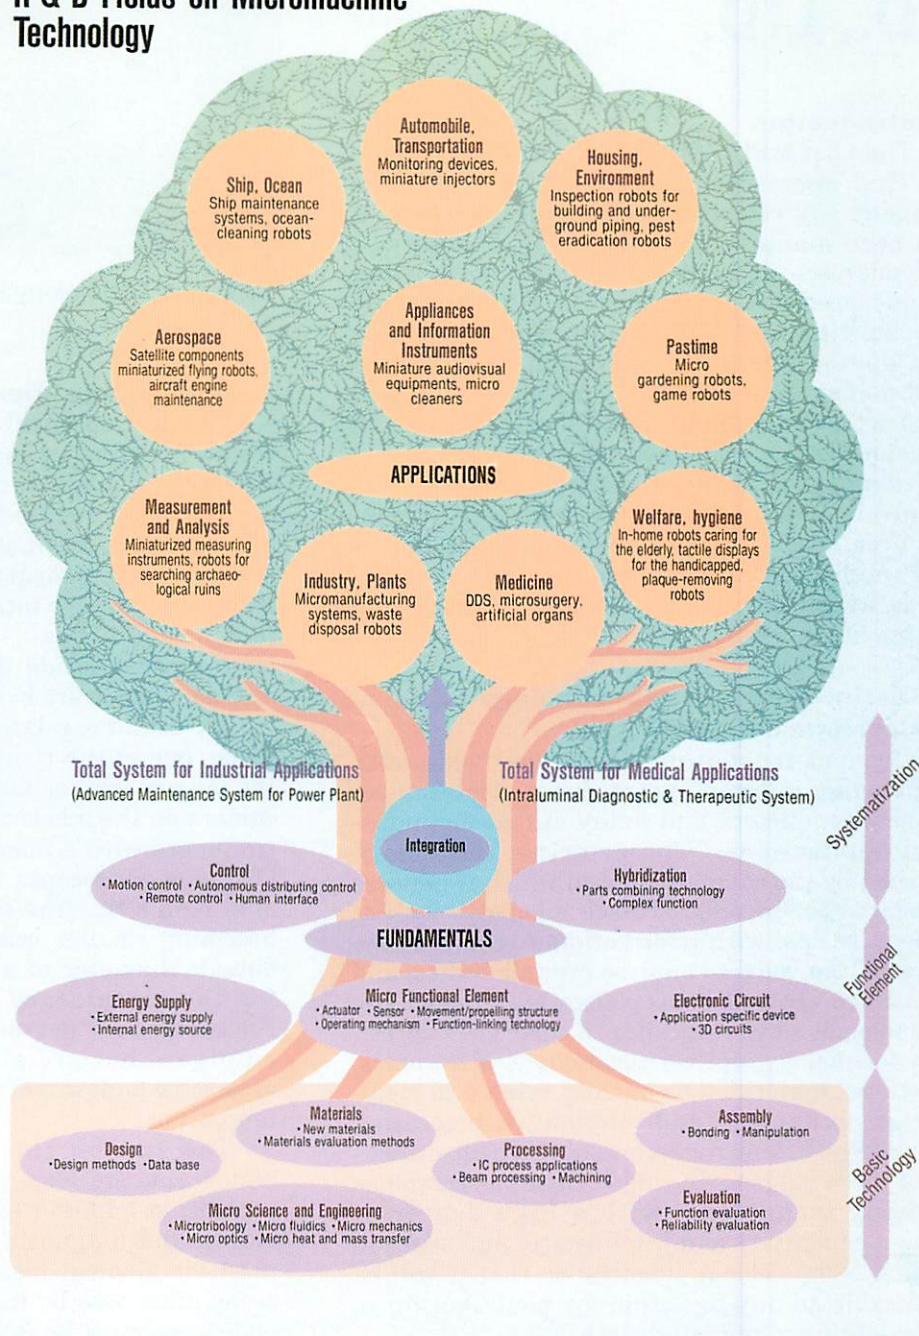 R & D Fields on Micromachine
Technology
Automobile,
Transportation
Monitoring devices,
miniature injectors
Ship, Ocean
Ship maintenance
systems, ocean-
cleaning robots
Housing,
Environment
Inspection robots for
building and under-
ground piping, pest
eradication robots
Aerospace
Satellite components
miniaturized flying robots,
aircraft engine
maintenance
Appliances
and Information
Instruments
Miniature audiovisual
equipments, micro
cleaners
Pastime
Micro
gardening robots,
game robots
APPLICATIONS
Measurement
and Analysis
Miniaturized measuring
instruments, robots for
searching archaeo-
logical ruins
Industry, Plants
Micromanufacturing
systems, waste
disposal robots
Medicine
DDS, microsurgery,
artificial organs
Welfare, hygiene
In-home robots caring for
the elderly, tactile displays
for the handicapped,
plaque-removing
robots
Total System for Industrial Applications
(Advanced Maintenance System for Power Plant)
Total System for Medical Applications
(Intraluminal Diagnostic & Therapeutic System)
Systematization
Integration
Control
• Motion control • Autonomous distributing control
• Remote control • Human interface
Hybridization
• Parts combining technology
• Complex function
FUNDAMENTALS
Functional
Element
Energy Supply
• External energy supply
• Internal energy source
Micro Functional Element
• Actuator • Sensor • Movement/propelling structure
• Operating mechanism • Function-linking technology
Electronic Circuit
• Application specific device
• 3D circuits
Materials
• New materials
• Materials evaluation methods
Assembly
• Bonding • Manipulation
Design
• Design methods • Data base
Processing
• IC process applications
• Beam processing • Machining
Basic
Technology
Micro Science and Engineering
• Microtribology • Micro fluidics • Micro mechanics
• Micro optics • Micro heat and mass transfer
Evaluation
• Function evaluation
• Reliability evaluation